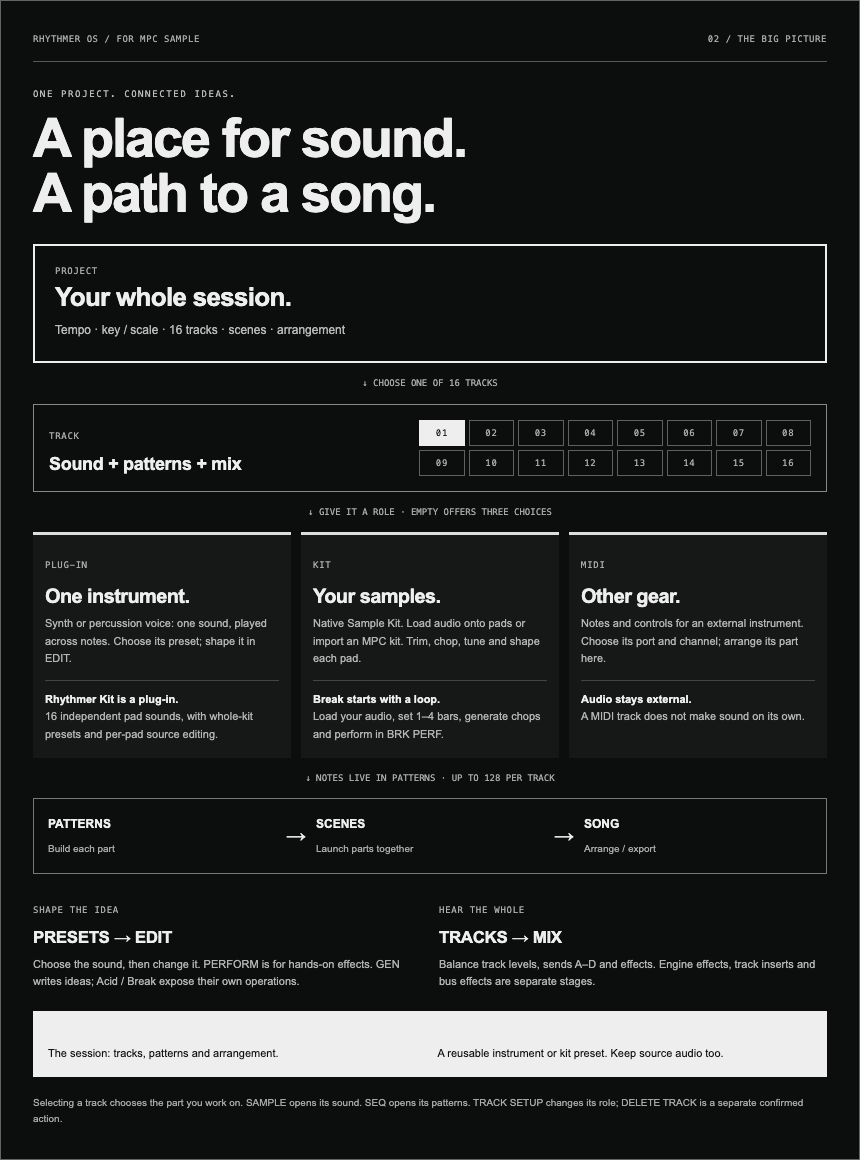 RHYTHMER OS / FOR MPC SAMPLE
02 / THE BIG PICTURE
ONE PROJECT. CONNECTED IDEAS.
A place for sound.
A path to a song.
PROJECT
Your whole session.
Tempo · key / scale · 16 tracks · scenes · arrangement
↓ CHOOSE ONE OF 16 TRACKS
TRACK
Sound + patterns + mix
01 02 03 04 05 06 07 08
09 10 11 12 13 14 15 16
↓ GIVE IT A ROLE · EMPTY OFFERS THREE CHOICES
PLUG-IN
One instrument.
Synth or percussion voice: one sound, played
across notes. Choose its preset; shape it in
EDIT.
Rhythmer Kit is a plug-in.
16 independent pad sounds, with whole-kit
presets and per-pad source editing.
KIT
Your samples.
Native Sample Kit. Load audio onto pads or
import an MPC kit. Trim, chop, tune and shape
each pad.
Break starts with a loop.
Load your audio, set 1–4 bars, generate chops
and perform in BRK PERF.
MIDI
Other gear.
Notes and controls for an external instrument.
Choose its port and channel; arrange its part
here.
Audio stays external.
A MIDI track does not make sound on its own.
↓ NOTES LIVE IN PATTERNS · UP TO 128 PER TRACK
PATTERNS
Build each part
→
SCENES
Launch parts together
→
SONG
Arrange / export
SHAPE THE IDEA
PRESETS → EDIT
Choose the sound, then change it. PERFORM is for hands-on effects. GEN
writes ideas; Acid / Break expose their own operations.
HEAR THE WHOLE
TRACKS → MIX
Balance track levels, sends A–D and effects. Engine effects, track inserts and
bus effects are separate stages.
The session: tracks, patterns and arrangement.
A reusable instrument or kit preset. Keep source audio too.
Selecting a track chooses the part you work on. SAMPLE opens its sound. SEQ opens its patterns. TRACK SETUP changes its role; DELETE TRACK is a separate confirmed
action.